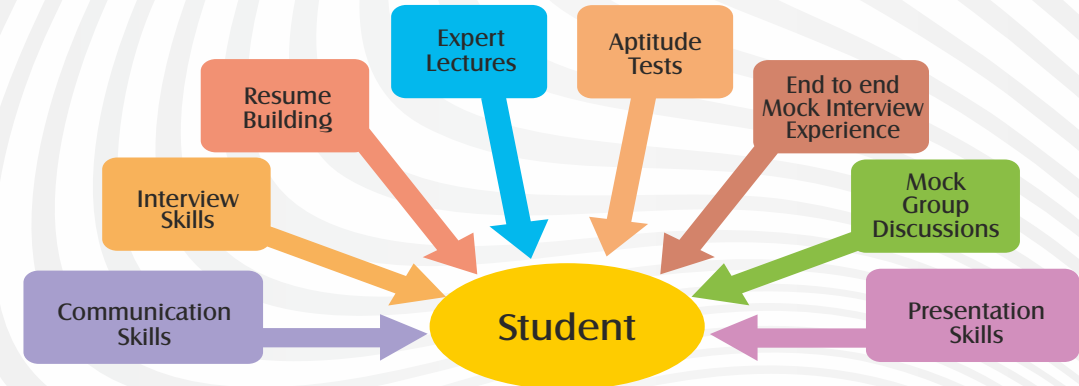 Expert
Lectures
Aptitude
Tests
Resume
Building
End to end
Mock Interview
Experience
Interview
Skills
Mock
Group
Discussions
Communication
Skills
Student
Presentation
Skills